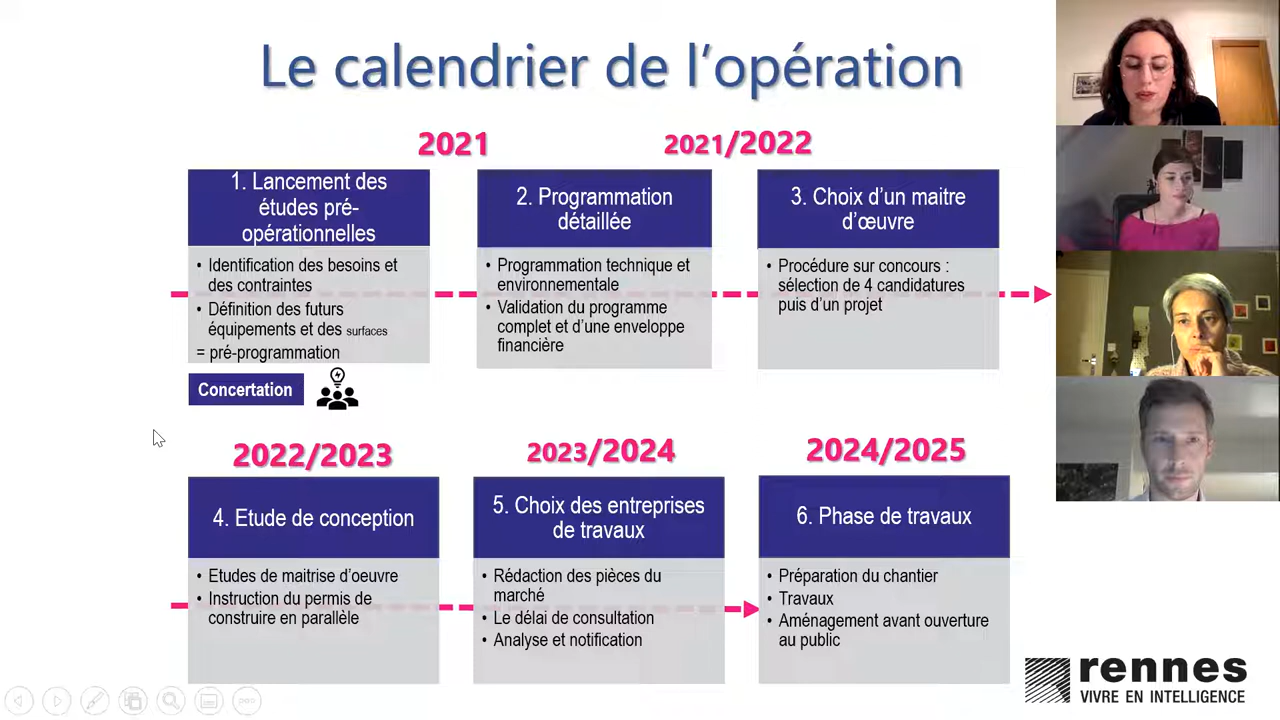 Le calendrier de l'opération
2021
2021/2022
1. Lancement des
études pré-
opérationnelles
• Identification des besoins et
des contraintes
• Définition des futurs
équipements et des surfaces
= pré-programmation
Concertation
2. Programmation
détaillée
• Programmation technique et
environnementale
• Validation du programme
complet et d'une enveloppe
financière
3. Choix d'un maitre
d'œuvre
• Procédure sur concours :
sélection de 4 candidatures
puis d'un projet
2022/2023
2023/2024
2024/2025
4. Etude de conception
• Etudes de maitrise d'oeuvre
• Instruction du permis de
construire en parallèle
5. Choix des entreprises
de travaux
• Rédaction des pièces du
marché
• Le délai de consultation
• Analyse et notification
6. Phase de travaux
• Préparation du chantier
• Travaux
• Aménagement avant ouverture
au public
rennes
VIVRE EN INTELLIGENCE